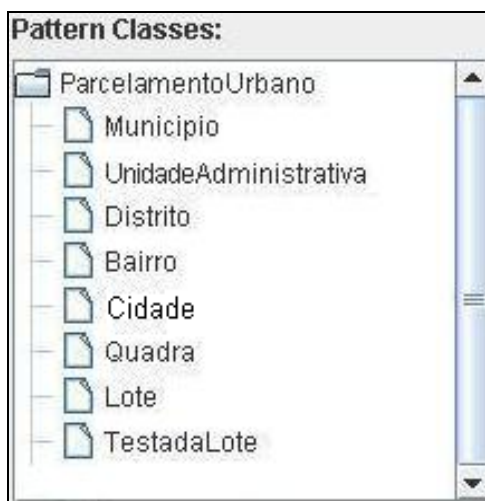 Pattern Classes:
ParcelamentoUrbano
Municipio
UnidadeAdministrativa
Distrito
Bairro
Cidade
Quadra
Lote
TestadaLote